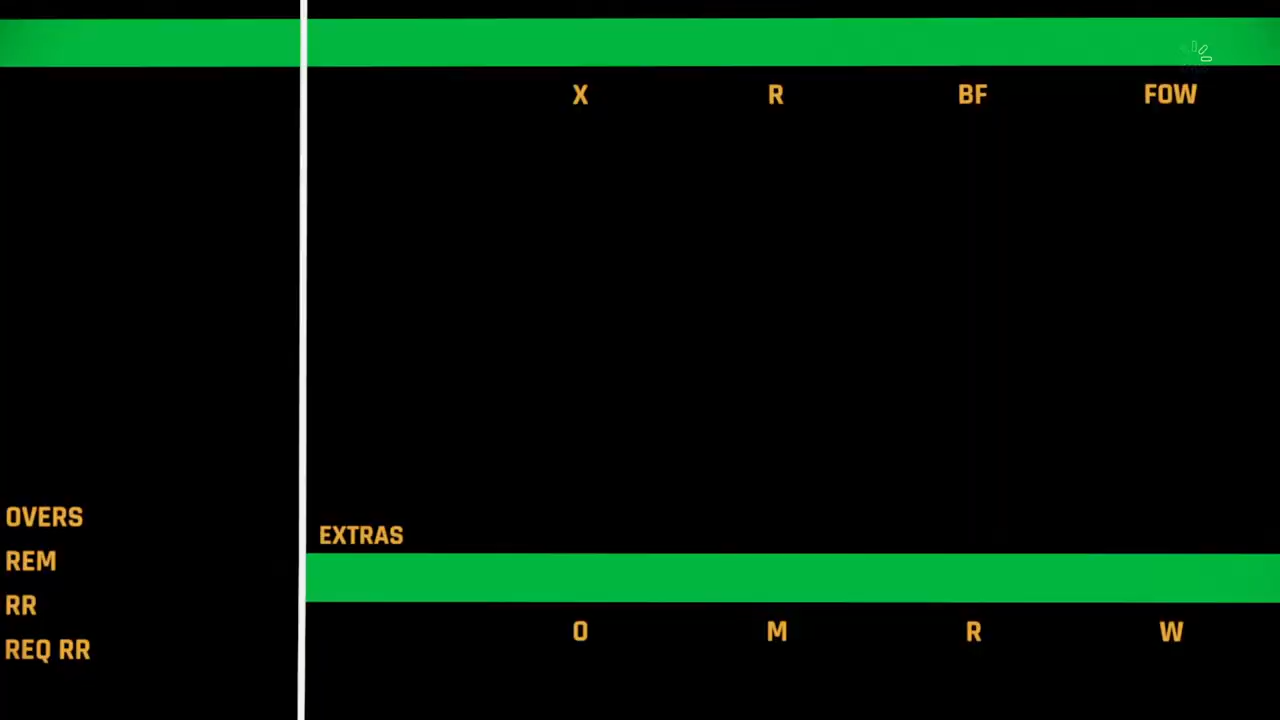 X R BF FOW
OVERS
REM
RR
REQ RR
EXTRAS
O M R W